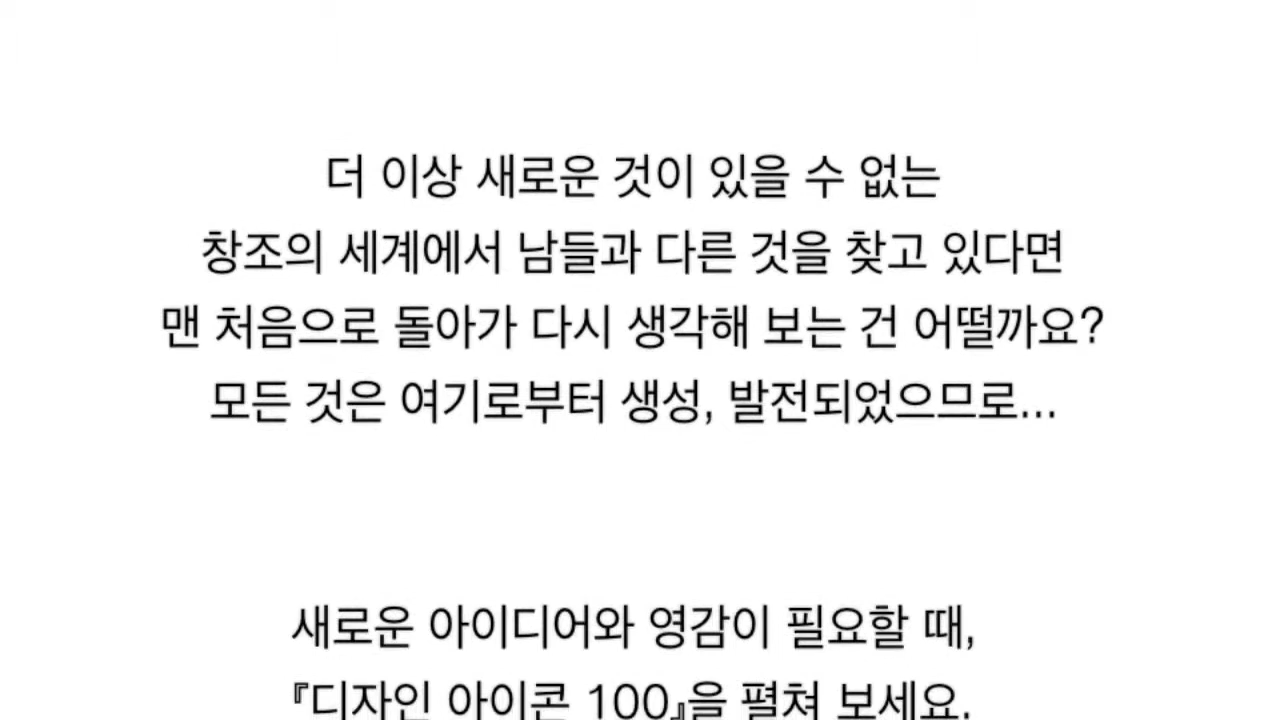 더 이상 새로운 것이 있을 수 없는
창조의 세계에서 남들과 다른 것을 찾고 있다면
맨 처음으로 돌아가 다시 생각해 보는 건 어떨까요?
모든 것은 여기로부터 생성, 발전되었으므로...
새로운 아이디어와 영감이 필요할 때,
『디자인 아이콘 100』을 펼쳐 보세요.